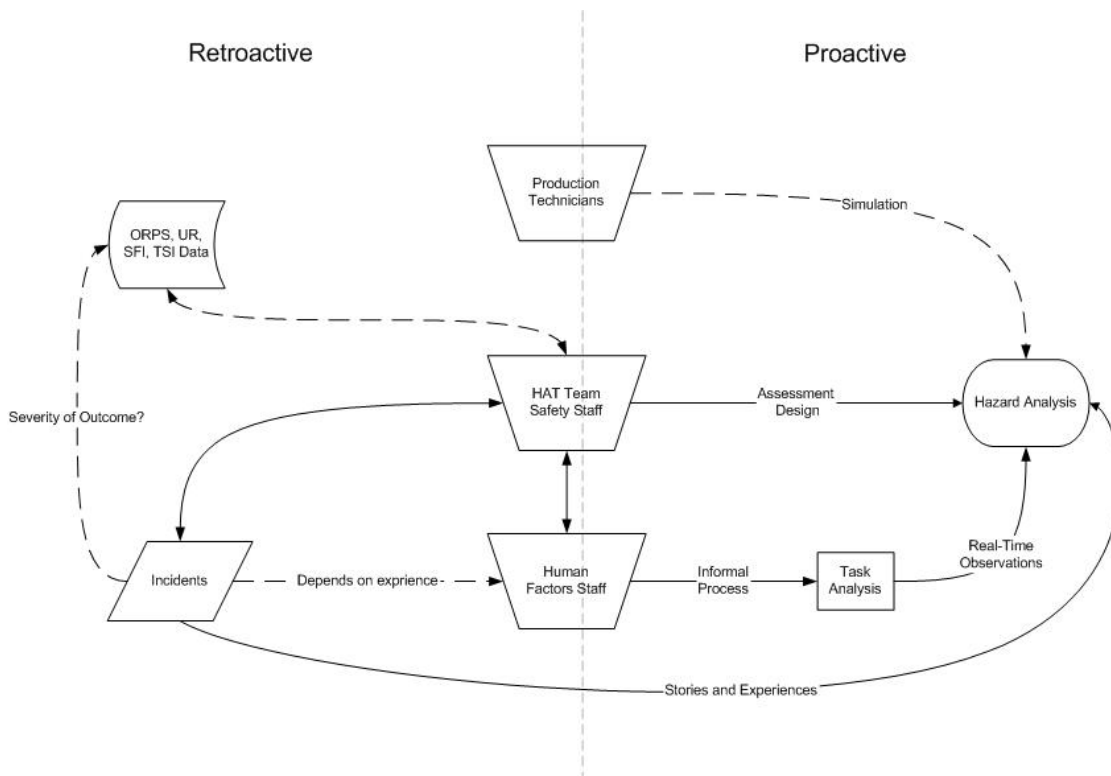 Retroactive
Proactive
Production
Technicians
Simulation
ORPS, UR,
SFI, TSI Data
HAT Team
Safety Staff
Assessment
Design
Hazard Analysis
Severity of Outcome?
Incidents
Depends on exprience
Human
Factors Staff
Informal
Process
Task
Analysis
Real-Time
Observations
Stories and Experiences